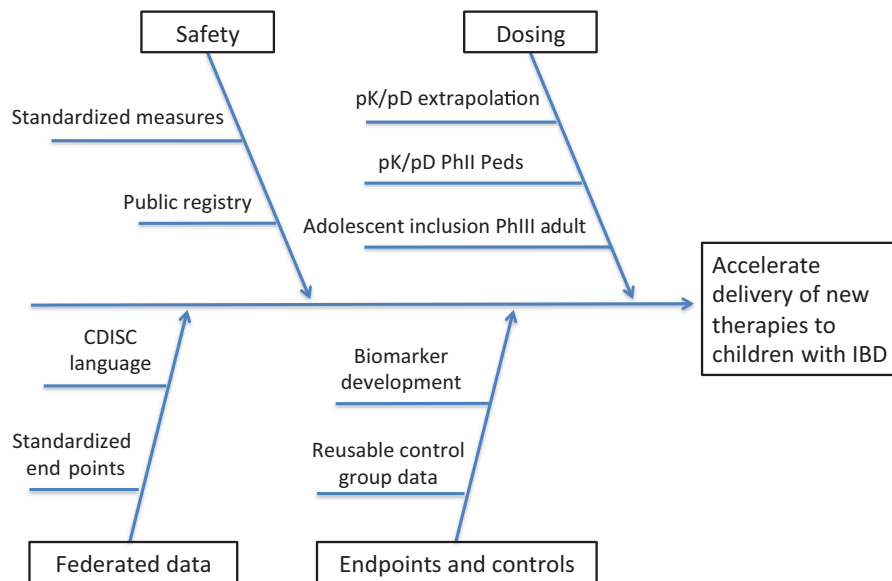 Safety
Dosing
Standardized measures
Public registry
pK/pD extrapolation
pK/pD PhII Peds
Adolescent inclusion PhIII adult
Accelerate
delivery of new
therapies to
children with IBD
CDISC
language
Standardized
end points
Biomarker
development
Reusable control
group data
Federated data
Endpoints and controls